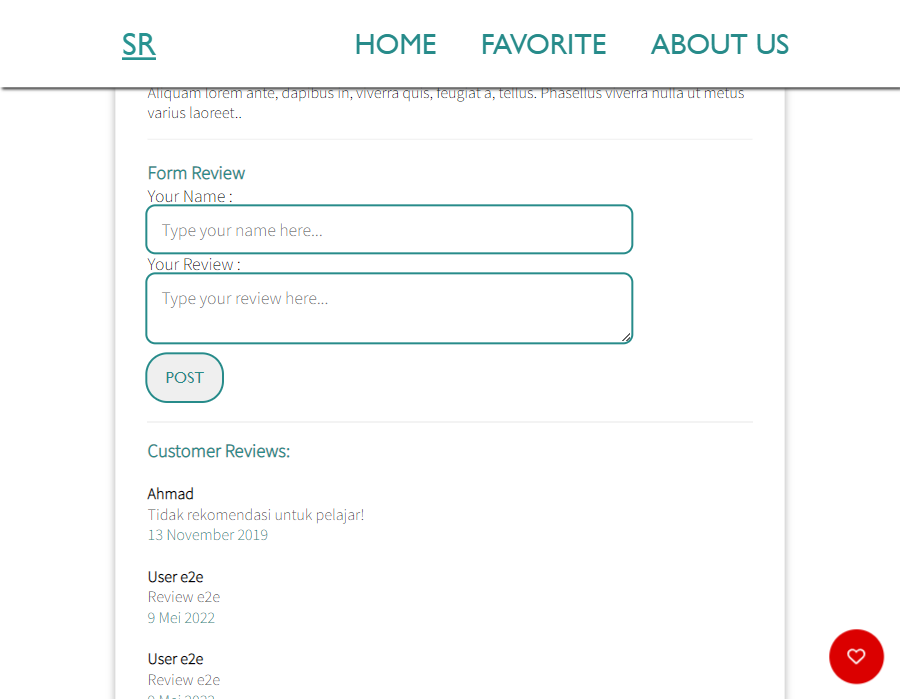 SR HOME FAVORITE ABOUT US
Aliquam lorem ante, dapibus in, viverra quis, feugiat a, tellus. Phasellus viverra nulla ut metus
varius laoreet..
Form Review
Your Name :
Type your name here...
Your Review :
Type your review here...
POST
Customer Reviews:
Ahmad
Tidak rekomendasi untuk pelajar!
13 November 2019
User e2e
Review e2e
9 Mei 2022
User e2e
Review e2e
9 Mei 2022